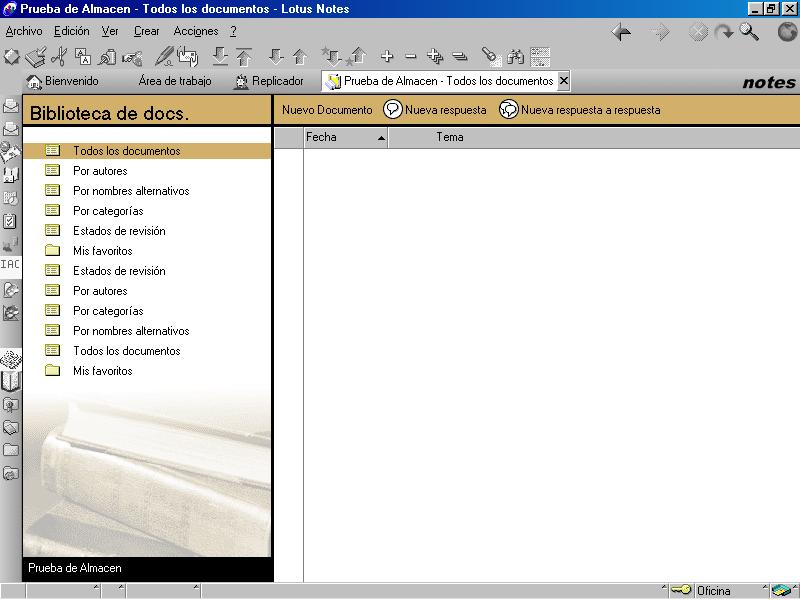 Prueba de Almacen - Todos los documentos - Lotus Notes
Archivo Edición Ver Crear Acciones ?
Bienvenido Área de trabajo Replicador Prueba de Almacen - Todos los documentos
notes
Biblioteca de docs.
Nuevo Documento Nueva respuesta Nueva respuesta a respuesta
Fecha Tema
Todos los documentos
Por autores
Por nombres alternativos
Por categorías
Estados de revisión
Mis favoritos
Estados de revisión
Por autores
Por categorías
Por nombres alternativos
Todos los documentos
Mis favoritos
IAC
Prueba de Almacen
Oficina